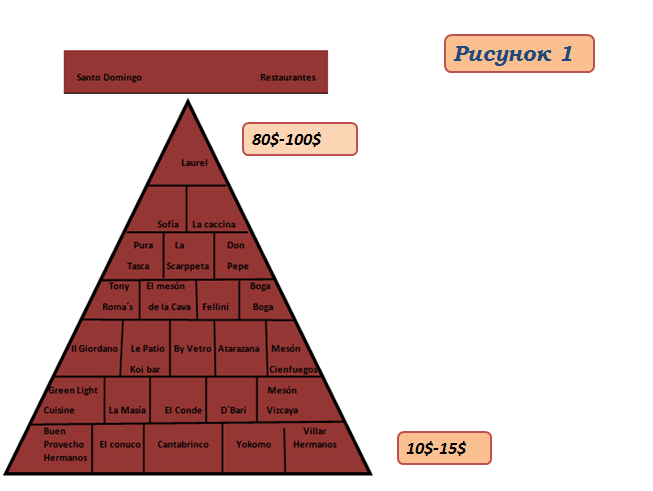 Рисунок 1
Santo Domingo Restaurantes
80$-100$
Laurel
Sofía La caccina
Pura La Don
Tasca Scarppeta Pepe
Tony El mesón Boga
Roma´s de la Cava Fellini Boga
Il Giordano Le Patio By Vetro Atarazana Mesón
Koi bar Cienfuegos
Green Light Mesón
Cuisine La Masía El Conde D´Bari Vizcaya
Buen Villar
Provecho El conuco Cantabrinco Yokomo Hermanos
Hermanos
10$-15$